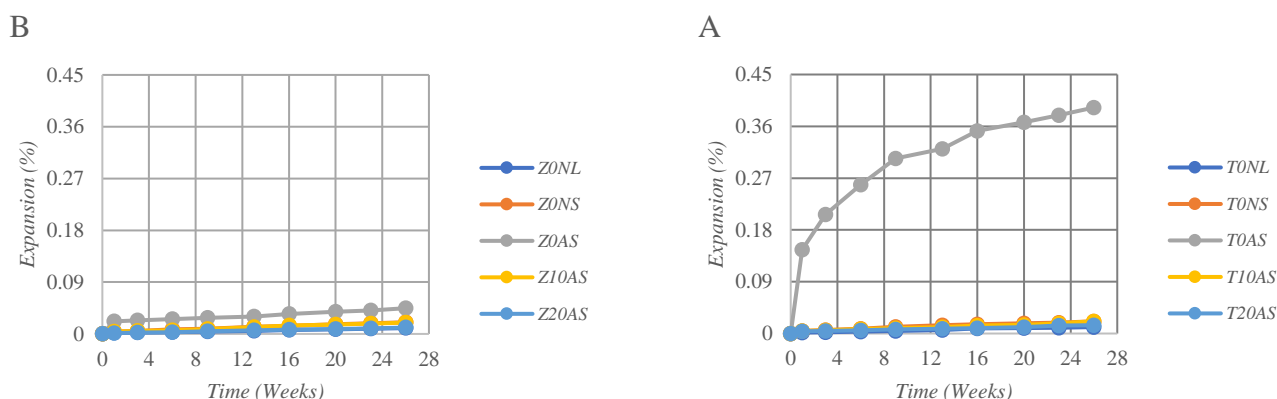 B
0.45
0.36
0.27
0.18
0.09
0
Expansion (%)
0 4 8 12 16 20 24 28
Time (Weeks)
Z0NL
Z0NS
Z0AS
Z10AS
Z20AS
A
0.45
0.36
0.27
0.18
0.09
0
Expansion (%)
0 4 8 12 16 20 24 28
Time (Weeks)
T0NL
T0NS
T0AS
T10AS
T20AS